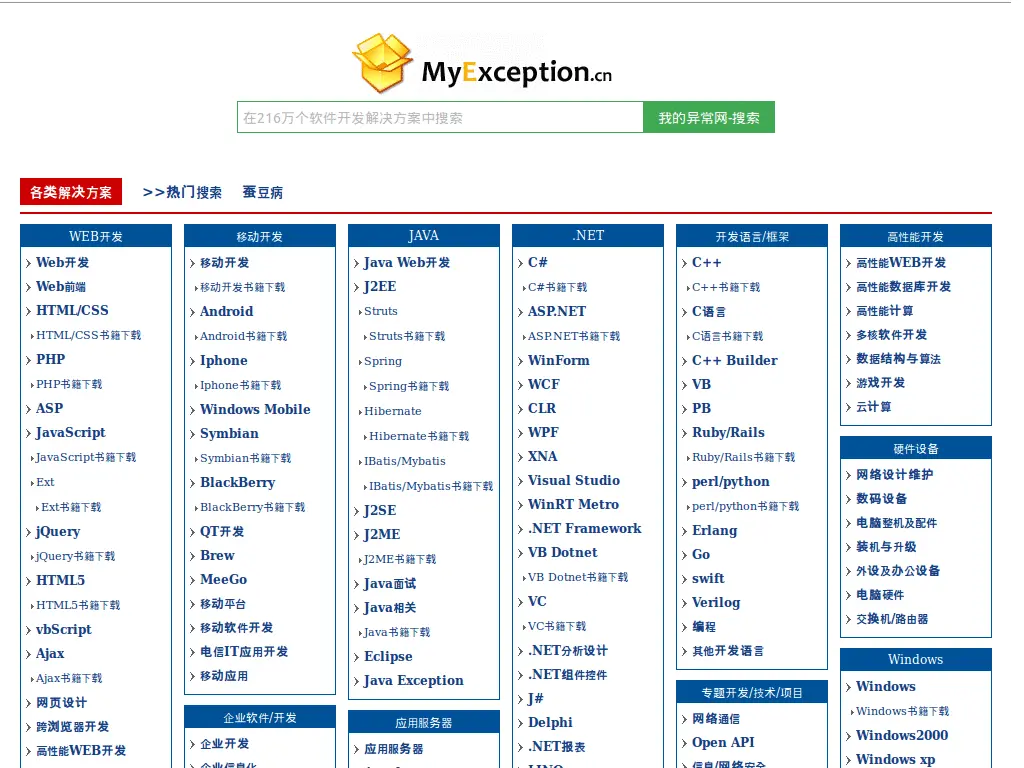 MyException.cn
在216万个软件开发解决方案中搜索
我的异常网-搜索
各类解决方案
>>热门搜索
蚕豆病
WEB开发
Web开发
Web前端
HTML/CSS
HTML/CSS书籍下载
PHP
PHP书籍下载
ASP
JavaScript
JavaScript书籍下载
Ext
Ext书籍下载
jQuery
jQuery书籍下载
HTML5
HTML5书籍下载
vbScript
Ajax
Ajax书籍下载
网页设计
跨浏览器开发
高性能WEB开发
移动开发
移动开发
移动开发书籍下载
Android
Android书籍下载
Iphone
Iphone书籍下载
Windows Mobile
Symbian
Symbian书籍下载
BlackBerry
BlackBerry书籍下载
QT开发
Brew
MeeGo
移动平台
移动软件开发
电信IT应用开发
移动应用
企业软件/开发
企业开发
企业信息化
JAVA
Java Web开发
J2EE
Struts
Struts书籍下载
Spring
Spring书籍下载
Hibernate
Hibernate书籍下载
IBatis/Mybatis
IBatis/Mybatis书籍下载
J2SE
J2ME
J2ME书籍下载
Java面试
Java相关
Java书籍下载
Eclipse
Java Exception
应用服务器
应用服务器
.NET
C#
C#书籍下载
ASP.NET
ASP.NET书籍下载
WinForm
WCF
CLR
WPF
XNA
Visual Studio
WinRT Metro
.NET Framework
VB Dotnet
VB Dotnet书籍下载
VC
VC书籍下载
.NET分析设计
.NET组件控件
J#
Delphi
.NET报表
LINQ
开发语言/框架
C++
C++书籍下载
C语言
C语言书籍下载
C++ Builder
VB
PB
Ruby/Rails
Ruby/Rails书籍下载
perl/python
perl/python书籍下载
Erlang
Go
swift
Verilog
编程
其他开发语言
专题开发/技术/项目
网络通信
Open API
信息/网络安全
高性能开发
高性能WEB开发
高性能数据库开发
高性能计算
多核软件开发
数据结构与算法
游戏开发
云计算
硬件设备
网络设计维护
数码设备
电脑整机及配件
装机与升级
外设及办公设备
电脑硬件
交换机/路由器
Windows
Windows
Windows书籍下载
Windows2000
Windows xp